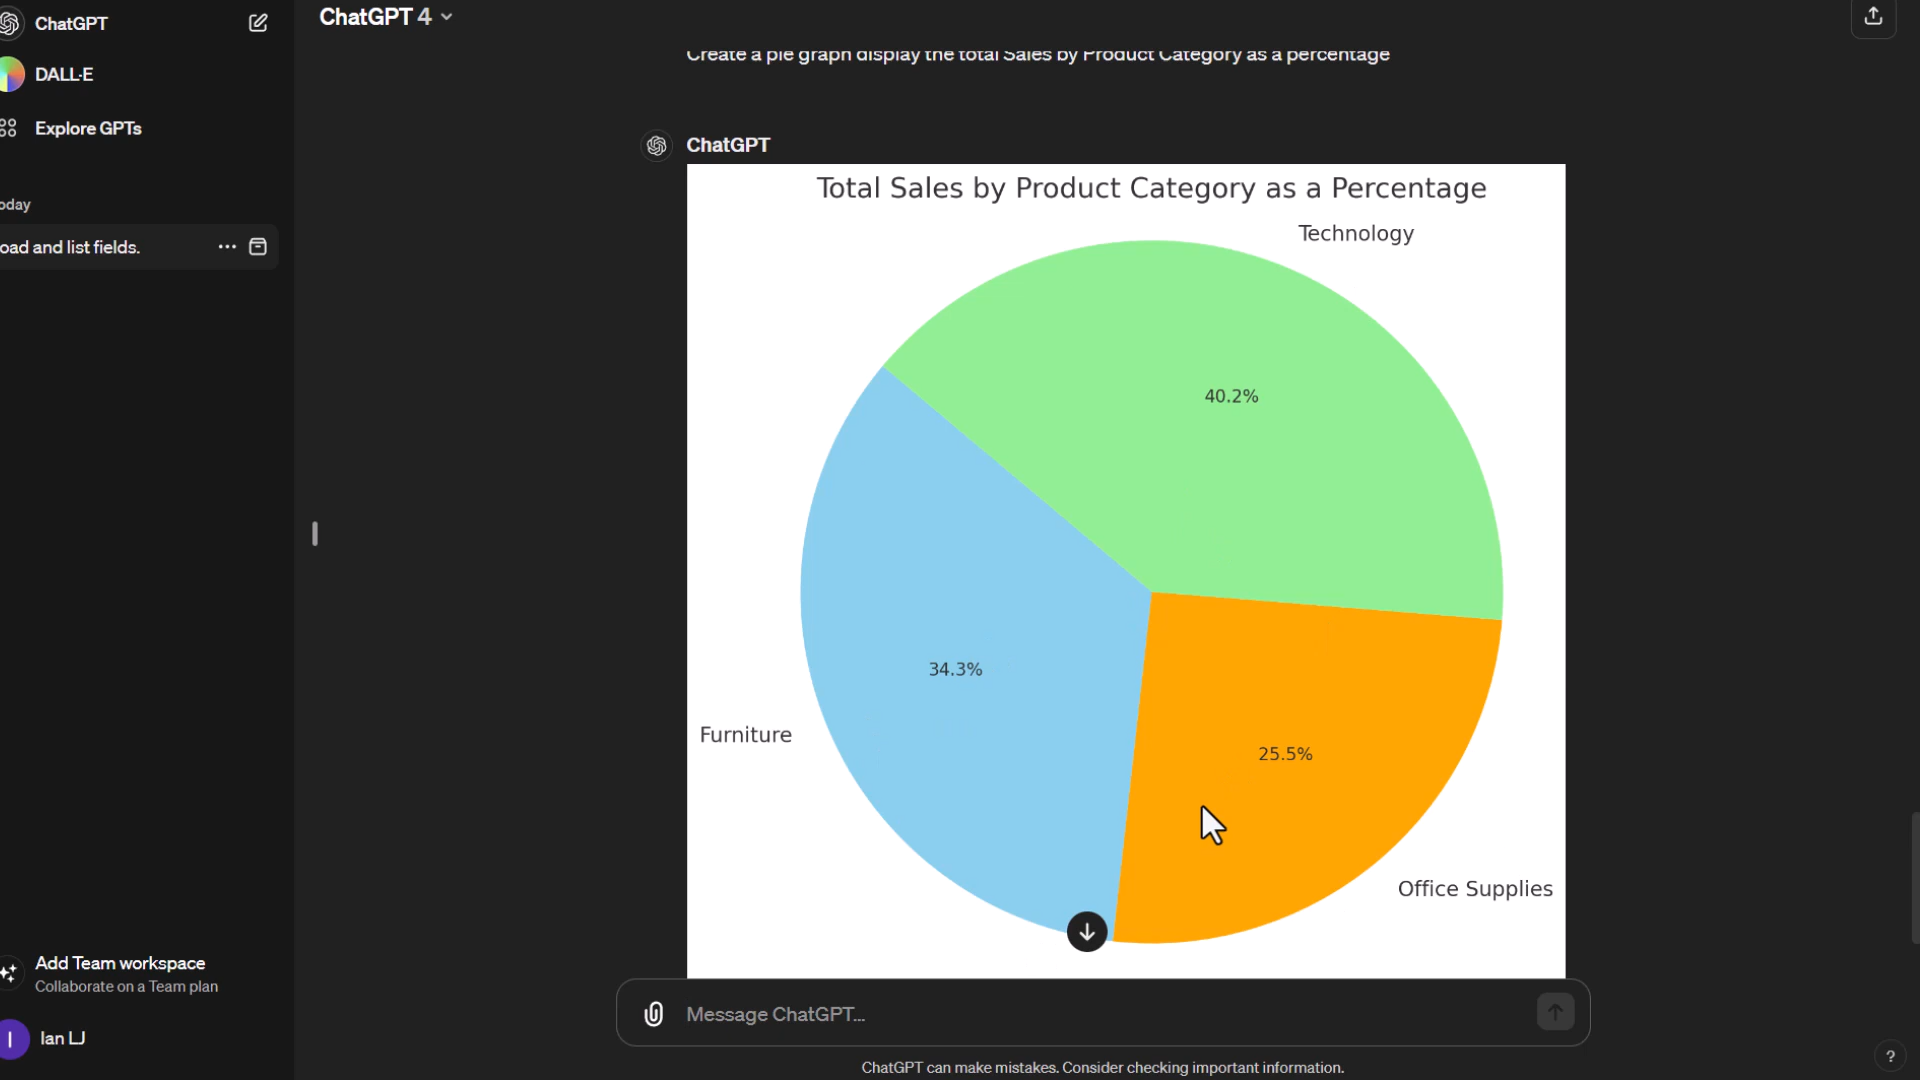 ChatGPT
DALL·E
Explore GPTs
oday
oad and list fields.
Add Team workspace
Collaborate on a Team plan
I
Ian LJ
ChatGPT 4
Create a pie graph display the total Sales by Product Category as a percentage
ChatGPT
Total Sales by Product Category as a Percentage
Technology
40.2%
34.3%
Furniture
25.5%
Office Supplies
Message ChatGPT...
ChatGPT can make mistakes. Consider checking important information.
?